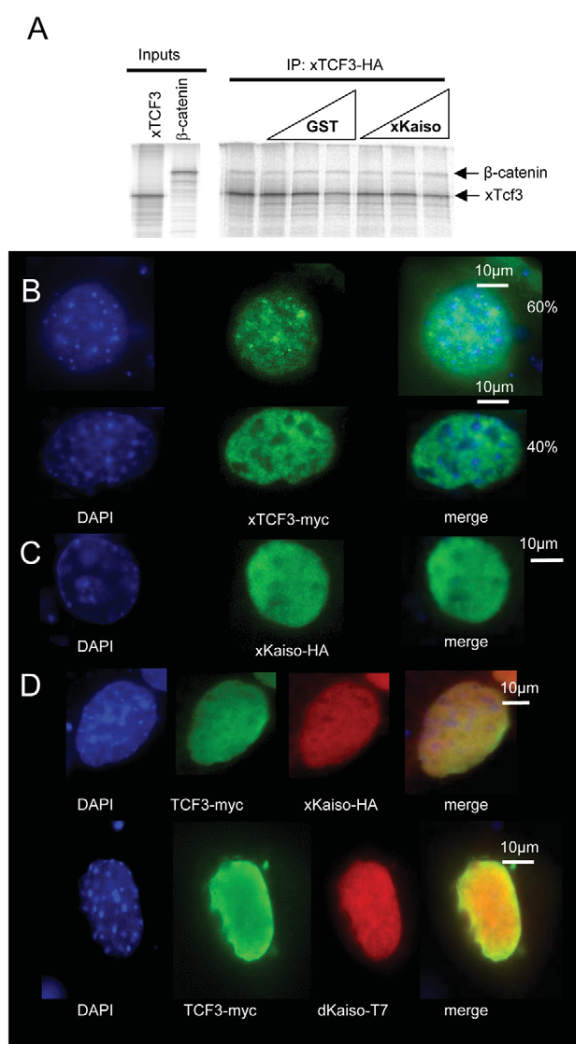 A
Inputs
IP: xTCF3-HA
xTCF3
β-catenin
GST
xKaiso
β-catenin
xTcf3
B
10µm
60%
10µm
40%
DAPI
xTCF3-myc
merge
C
10µm
DAPI
xKaiso-HA
merge
D
10µm
DAPI
TCF3-myc
xKaiso-HA
merge
10µm
DAPI
TCF3-myc
dKaiso-T7
merge